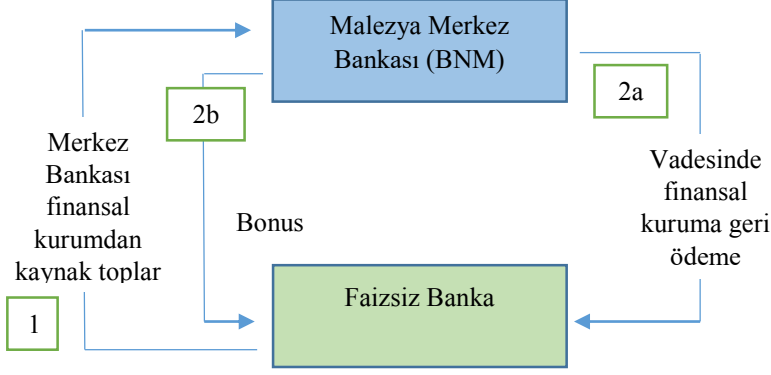 Malezya Merkez
Bankası (BNM)
2b
2a
Merkez
Bankası
finansal
kurumdan
kaynak toplar
Bonus
Vadesinde
finansal
kuruma geri
ödeme
1
Faizsiz Banka